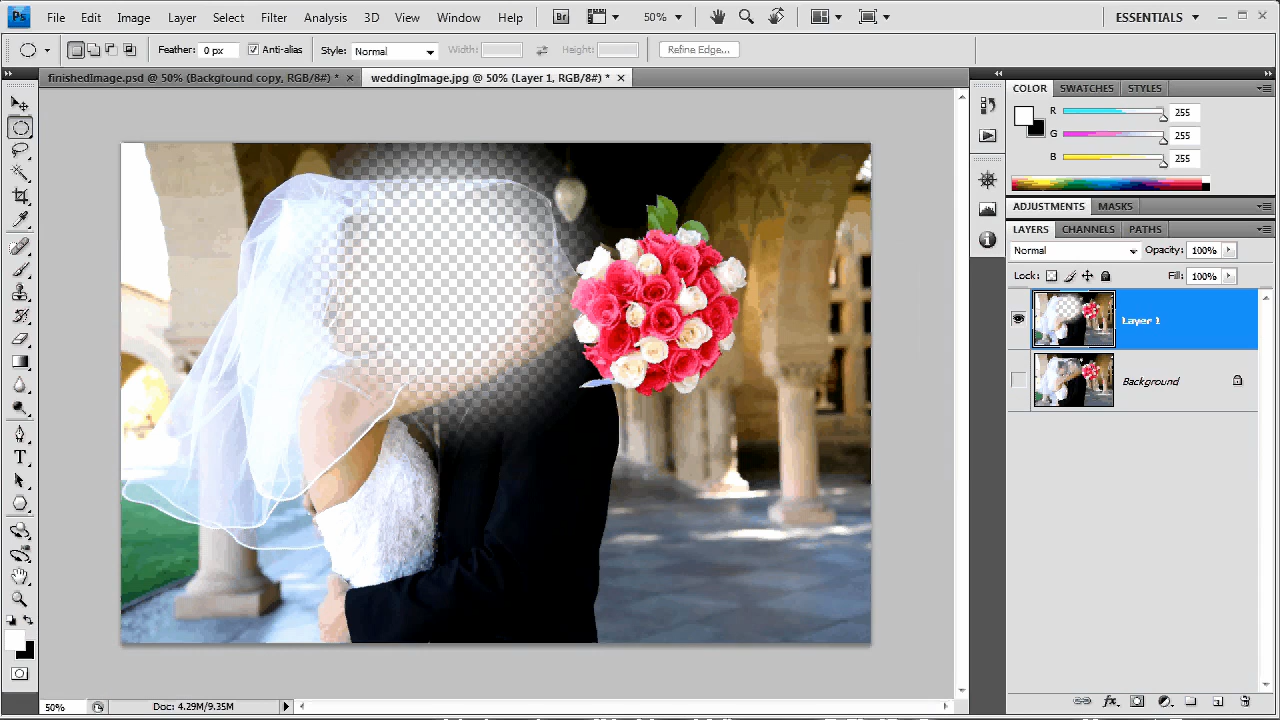 Ps File Edit Image Layer Select Filter Analysis 3D View Window Help Br 50% ESSENTIALS
Feather: 0 px Anti-alias Style: Normal Width: Height: Refine Edge...
finishedImage.psd @ 50% (Background copy, RGB/8#) * × weddingImage.jpg @ 50% (Layer 1, RGB/8#) * ×
COLOR SWATCHES STYLES
R 255
G 255
B 255
ADJUSTMENTS MASKS
LAYERS CHANNELS PATHS
Normal Opacity: 100%
Lock: Fill: 100%
Layer 1
Background
T
fx
50% Doc: 4.29M/9.35M